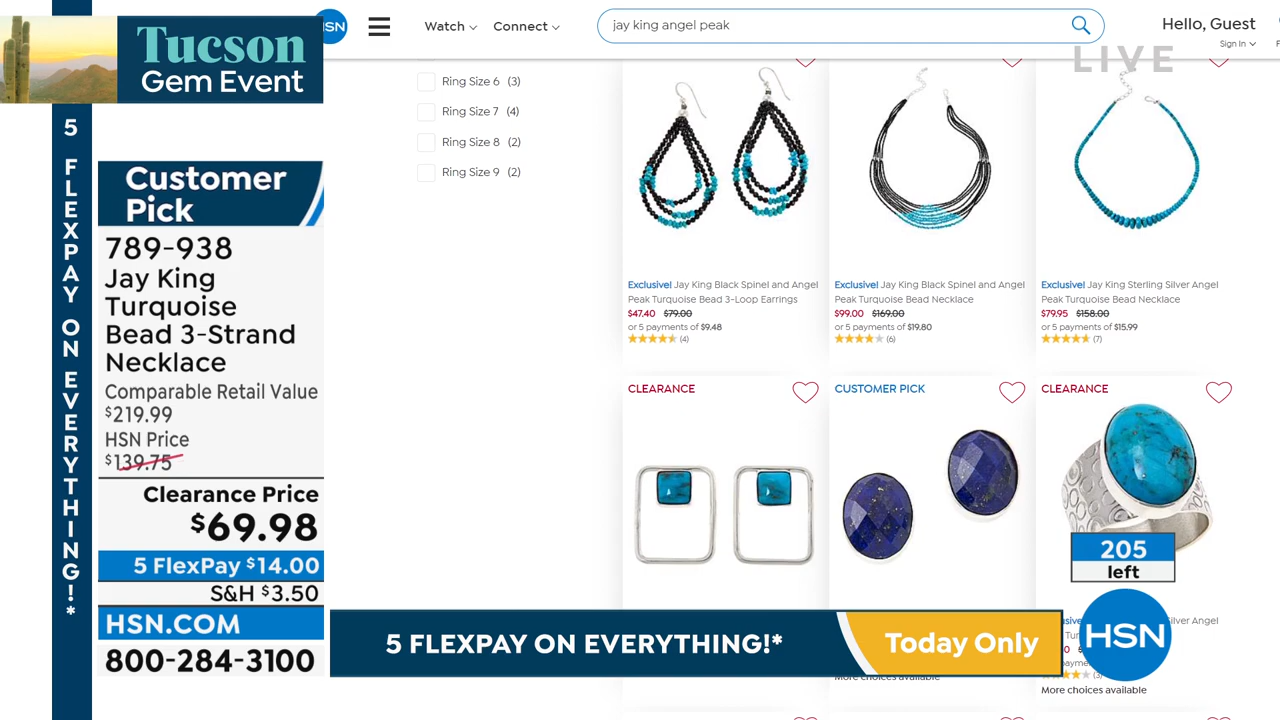 Tucson
Gem Event
5 FLEXPAY ON EVERYTHING!*
Customer
Pick
789-938
Jay King
Turquoise
Bead 3-Strand
Necklace
Comparable Retail Value
$219.99
HSN Price
$139.75
Clearance Price
$69.98
5 FlexPay $14.00
S&H $3.50
HSN.COM
800-284-3100
HSN
Watch
Connect
jay king angel peak
Hello, Guest
Sign In
LIVE
Ring Size 6 (3)
Ring Size 7 (4)
Ring Size 8 (2)
Ring Size 9 (2)
Exclusive! Jay King Black Spinel and Angel
Peak Turquoise Bead 3-Loop Earrings
$47.40 $79.00
or 5 payments of $9.48
(4)
Exclusive! Jay King Black Spinel and Angel
Peak Turquoise Bead Necklace
$99.00 $169.00
or 5 payments of $19.80
(6)
Exclusive! Jay King Sterling Silver Angel
Peak Turquoise Bead Necklace
$79.95 $158.00
or 5 payments of $15.99
(7)
CLEARANCE
CUSTOMER PICK
CLEARANCE
205
left
Silver Angel
(3)
More choices available
More choices available
5 FLEXPAY ON EVERYTHING!*
Today Only
HSN